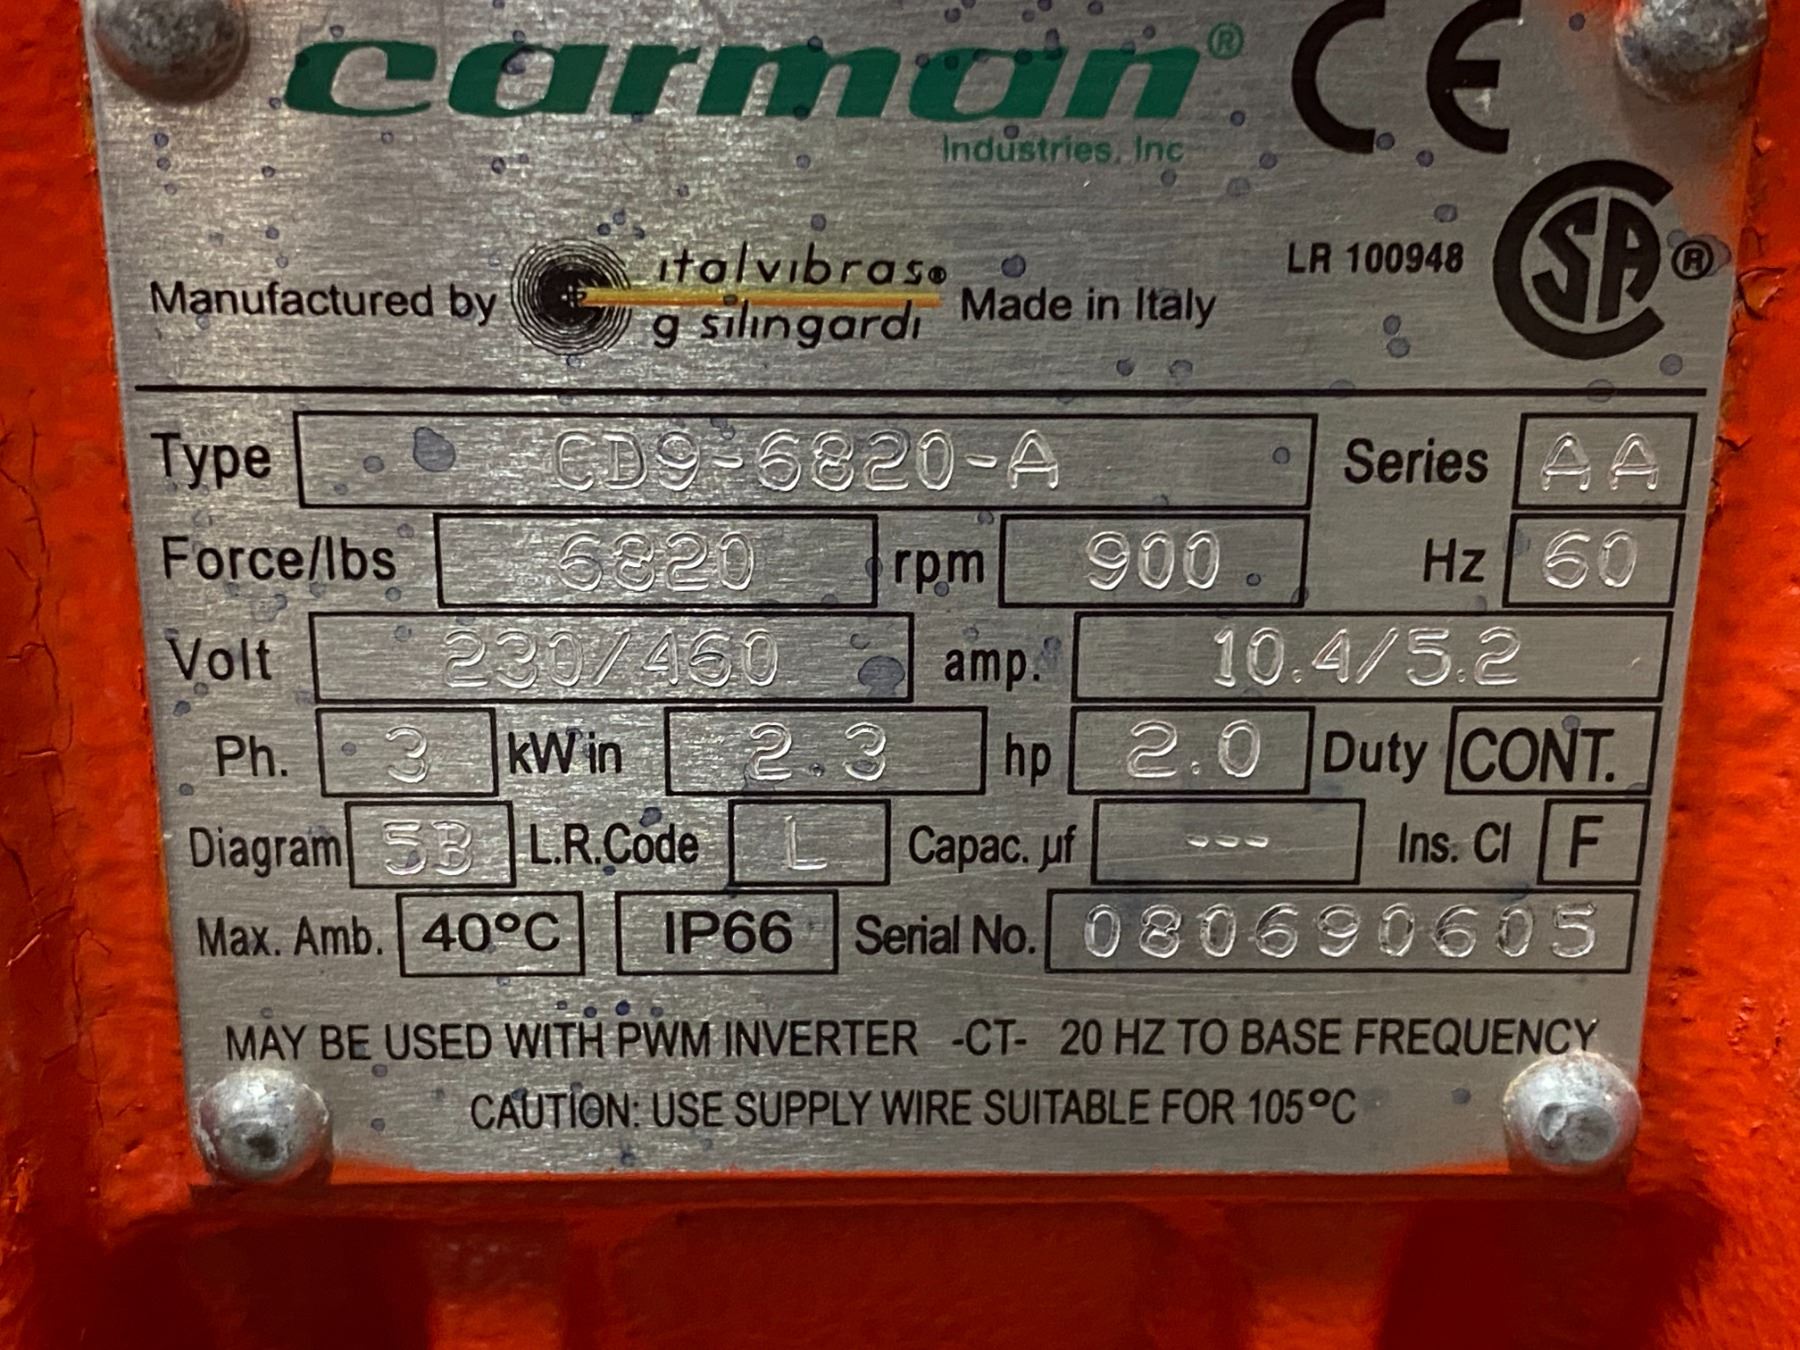 carman® CE
Industries, Inc
LR 100948 CSA ®
Manufactured by italvibras® g silingardi Made in Italy
Type CD9-6820-A Series AA
Force/lbs 6820 rpm 900 Hz 60
Volt 230/460 amp. 10.4/5.2
Ph. 3 kW in 2.3 hp 2.0 Duty CONT.
Diagram 5B L.R.Code L Capac. µf --- Ins. Cl F
Max. Amb. 40°C IP66 Serial No. 080690605
MAY BE USED WITH PWM INVERTER -CT- 20 HZ TO BASE FREQUENCY
CAUTION: USE SUPPLY WIRE SUITABLE FOR 105°C